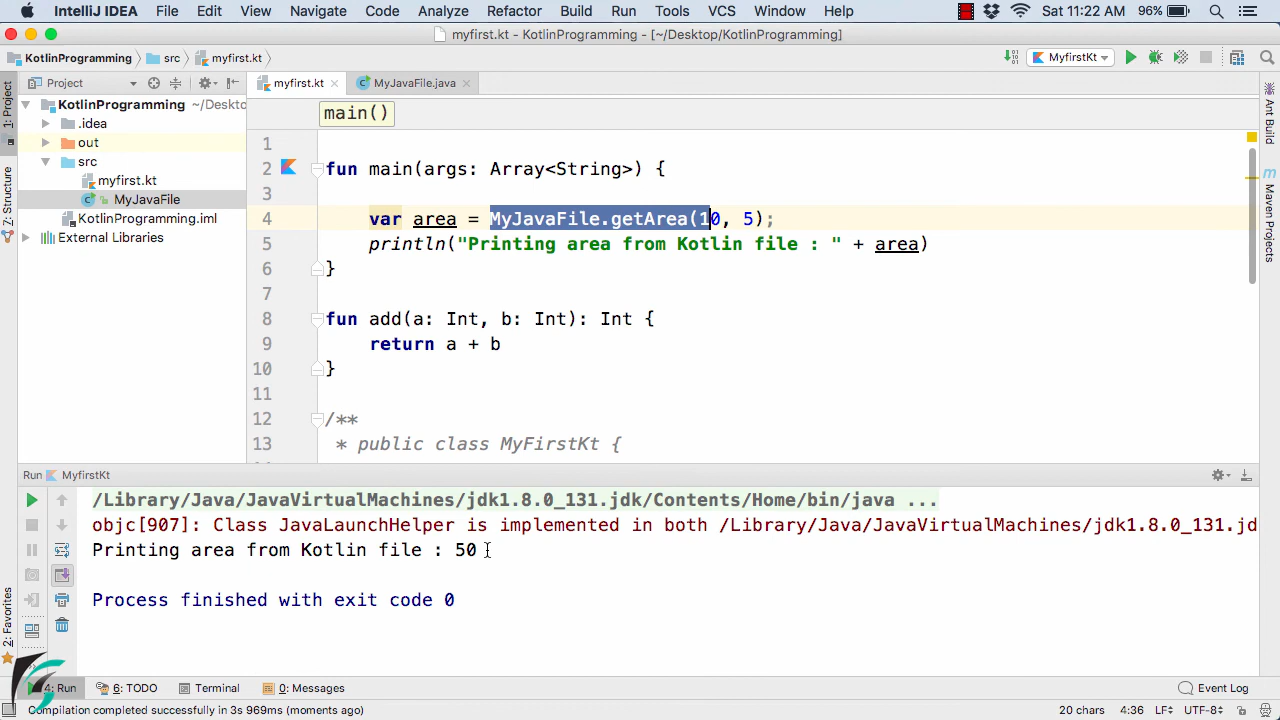 IntelliJ IDEA File Edit View Navigate Code Analyze Refactor Build Run Tools VCS Window Help Sat 11:22 AM 96%
myfirst.kt - KotlinProgramming - [~/Desktop/KotlinProgramming]
KotlinProgramming src myfirst.kt MyfirstKt
Project myfirst.kt MyJavaFile.java
KotlinProgramming ~/Deskto
.idea
out
src
myfirst.kt
MyJavaFile
KotlinProgramming.iml
External Libraries
1: Project
2: Structure
2: Favorites
main()
1
2 fun main(args: Array<String>) {
3
4 var area = MyJavaFile.getArea(10, 5);
5 println("Printing area from Kotlin file : " + area)
6 }
7
8 fun add(a: Int, b: Int): Int {
9 return a + b
10 }
11
12 /**
13 * public class MyFirstKt {
Ant Build
Maven Projects
Run MyfirstKt
/Library/Java/JavaVirtualMachines/jdk1.8.0_131.jdk/Contents/Home/bin/java ...
objc[907]: Class JavaLaunchHelper is implemented in both /Library/Java/JavaVirtualMachines/jdk1.8.0_131.jd
Printing area from Kotlin file : 50
Process finished with exit code 0
4: Run 6: TODO Terminal 0: Messages Event Log
Compilation completed successfully in 3s 969ms (moments ago) 20 chars 4:36 LF÷ UTF-8÷